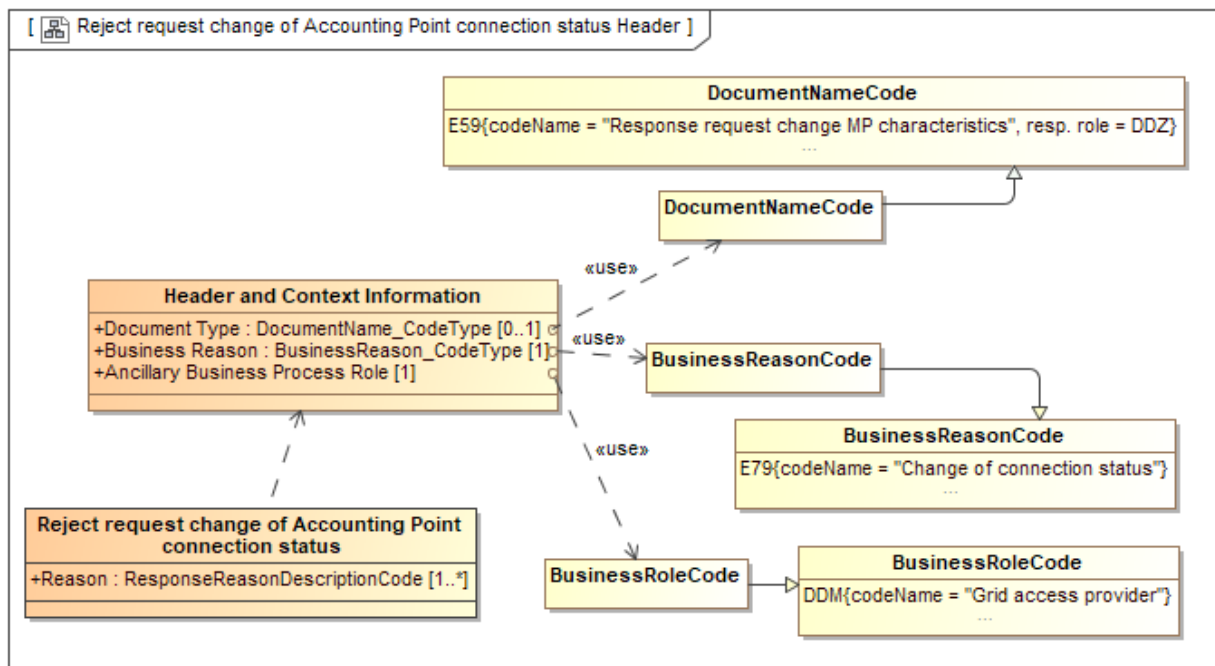 [ Reject request change of Accounting Point connection status Header ]
DocumentNameCode
E59{codeName = "Response request change MP characteristics", resp. role = DDZ}
...
DocumentNameCode
«use»
Header and Context Information
+Document Type : DocumentName_CodeType [0..1]
+Business Reason : BusinessReason_CodeType [1]
+Ancillary Business Process Role [1]
«use»
BusinessReasonCode
BusinessReasonCode
E79{codeName = "Change of connection status"}
...
«use»
Reject request change of Accounting Point
connection status
+Reason : ResponseReasonDescriptionCode [1..*]
BusinessRoleCode
BusinessRoleCode
DDM{codeName = "Grid access provider"}
...